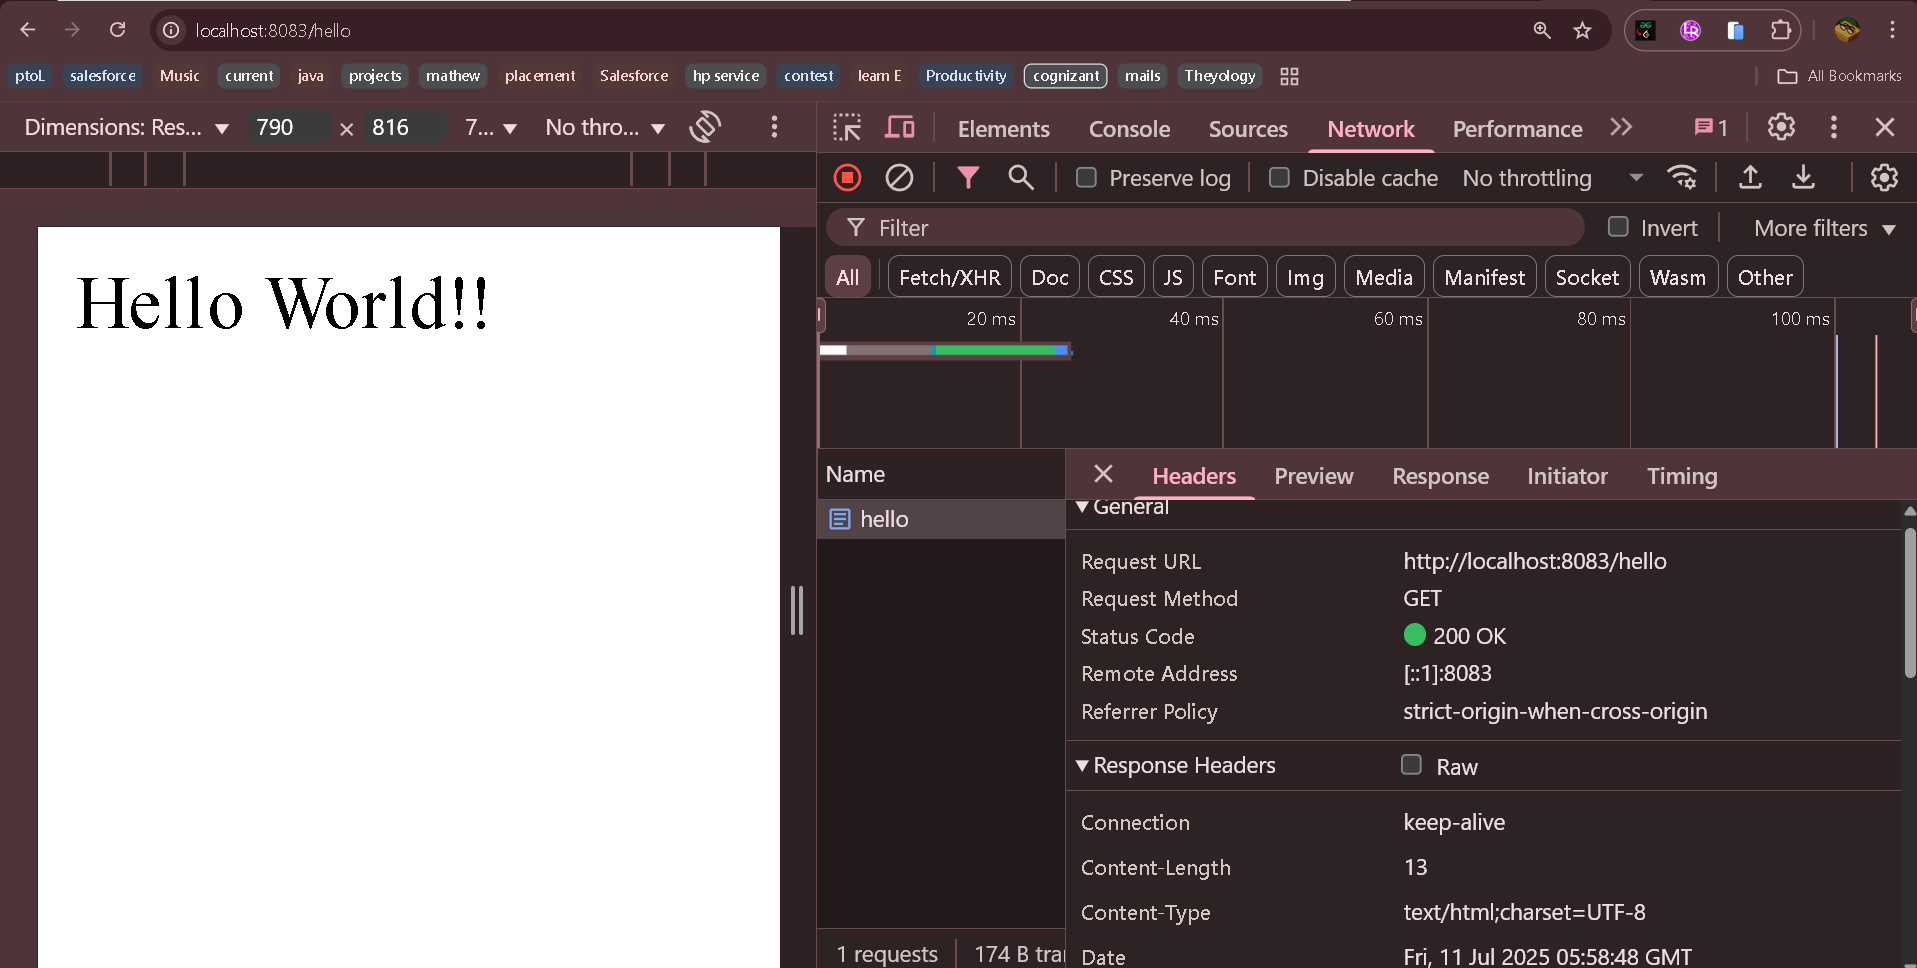 localhost:8083/hello
ptoL salesforce Music current java projects mathew placement Salesforce hp service contest learn E Productivity cognizant mails Theyology All Bookmarks
Dimensions: Res... 790 × 816 7... No thro...
Elements Console Sources Network Performance 1
Preserve log Disable cache No throttling
Filter Invert More filters
All Fetch/XHR Doc CSS JS Font Img Media Manifest Socket Wasm Other
20 ms 40 ms 60 ms 80 ms 100 ms
Hello World!!
Name
hello
1 requests 174 B tra
Headers Preview Response Initiator Timing
General
Request URL http://localhost:8083/hello
Request Method GET
Status Code 200 OK
Remote Address [::1]:8083
Referrer Policy strict-origin-when-cross-origin
Response Headers Raw
Connection keep-alive
Content-Length 13
Content-Type text/html;charset=UTF-8
Date Fri, 11 Jul 2025 05:58:48 GMT